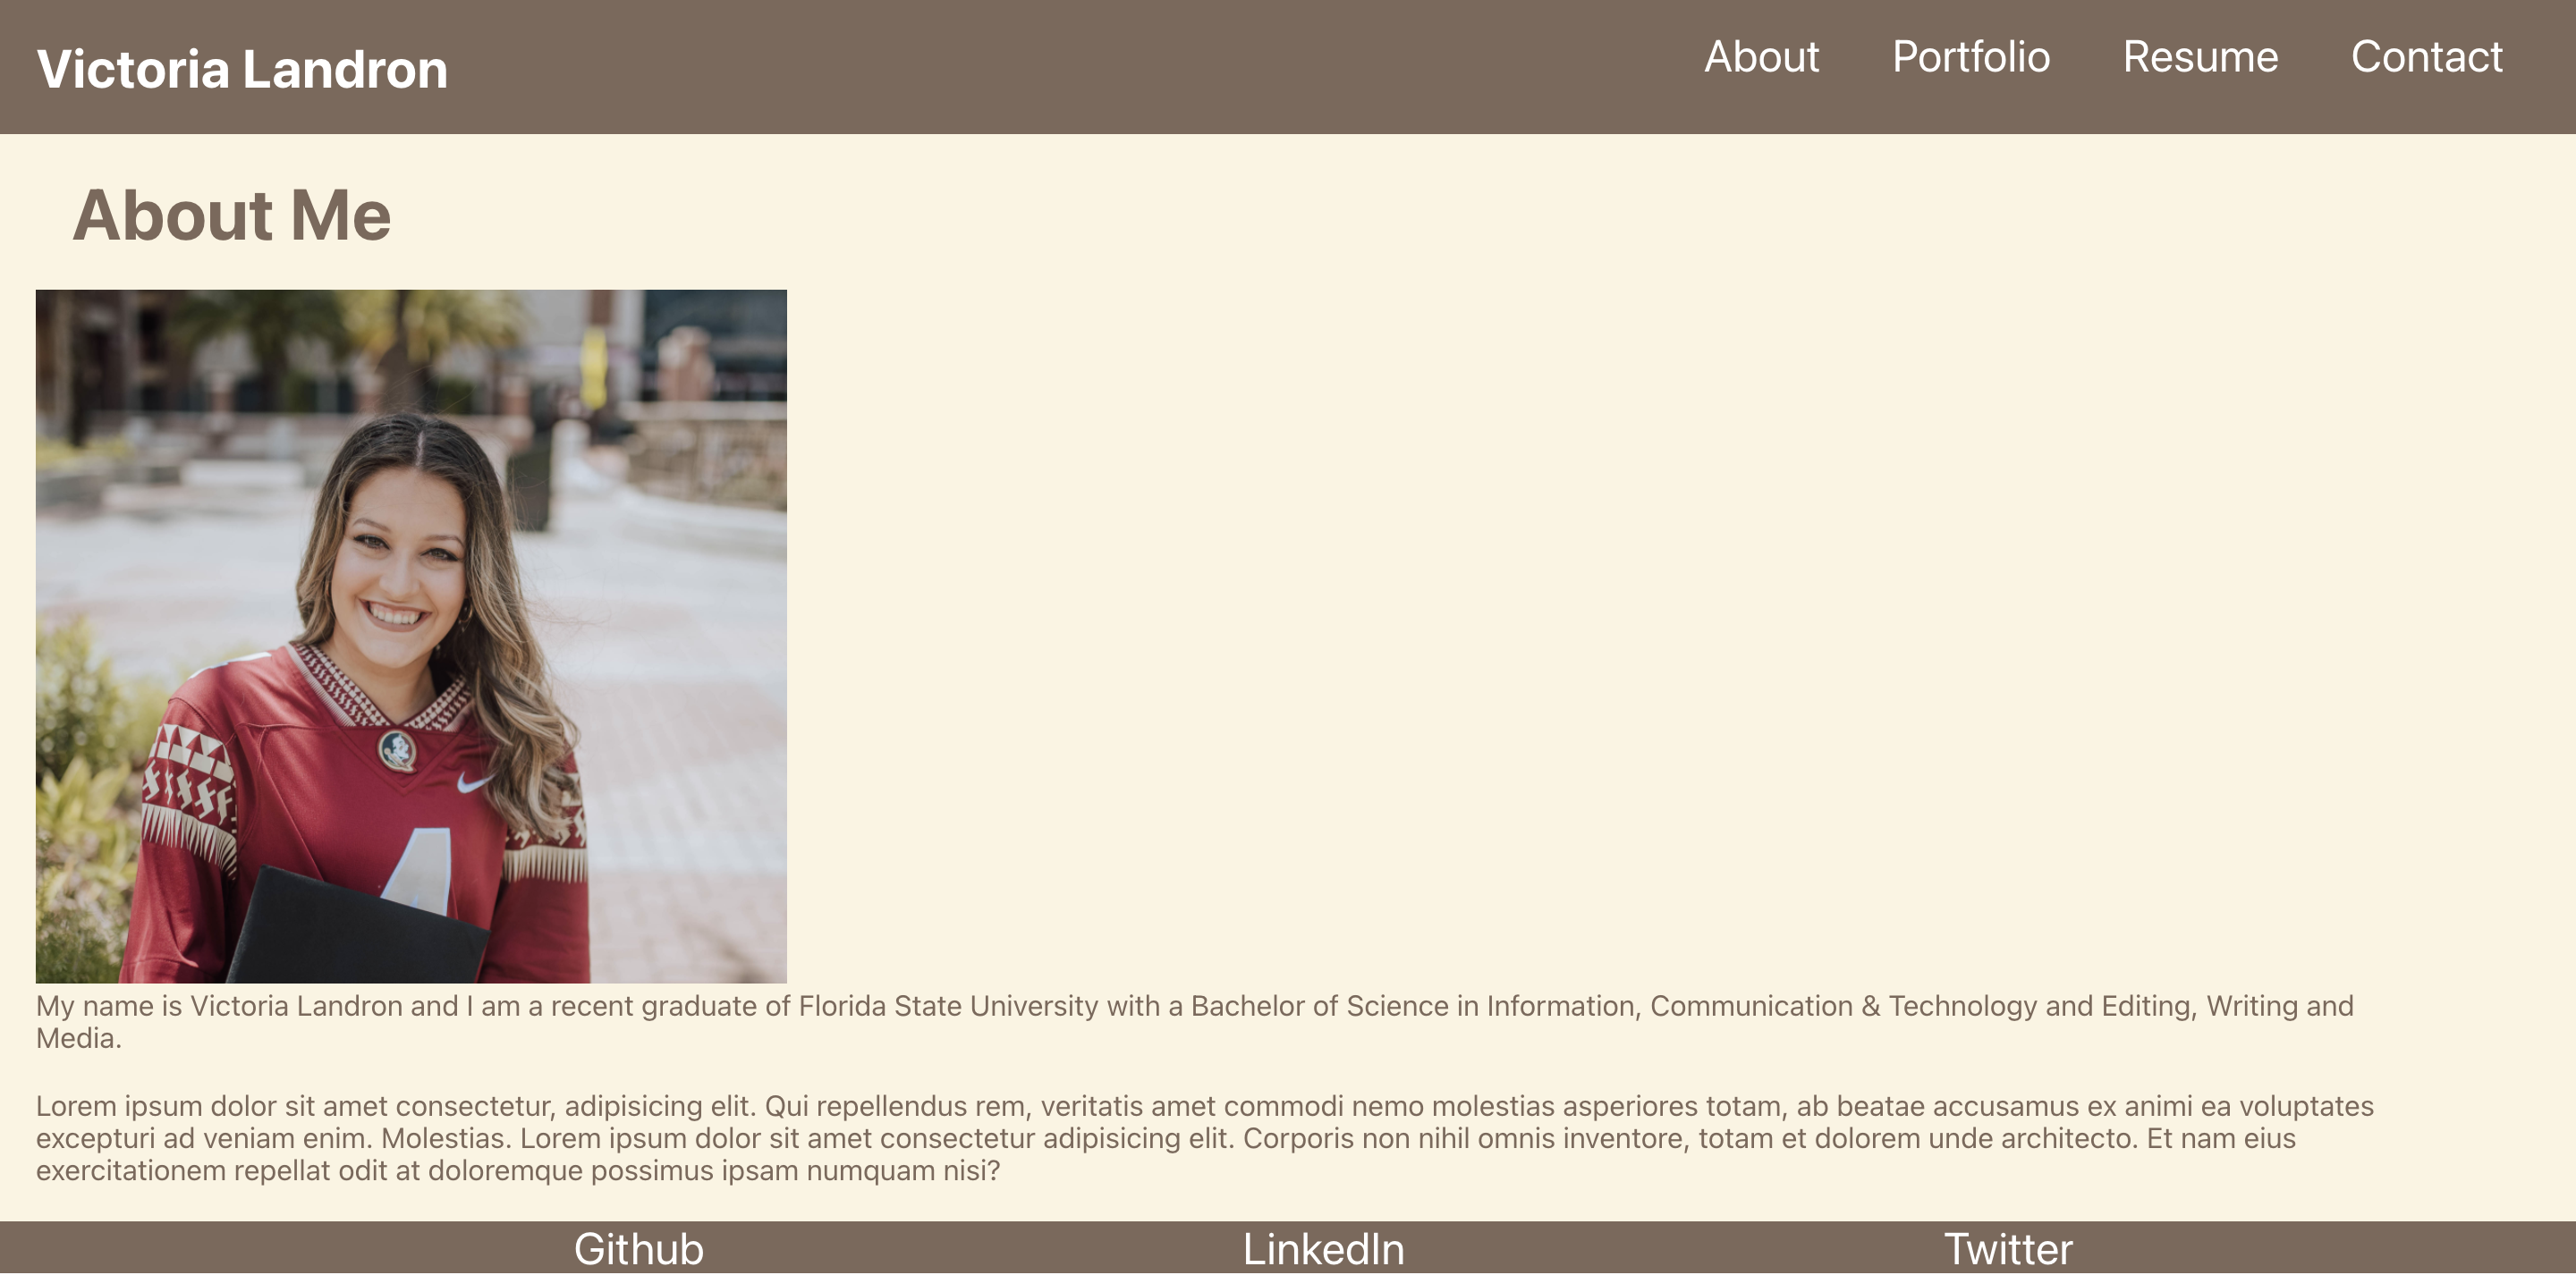 Victoria Landron
About Portfolio Resume Contact
About Me
My name is Victoria Landron and I am a recent graduate of Florida State University with a Bachelor of Science in Information, Communication & Technology and Editing, Writing and
Media.
Lorem ipsum dolor sit amet consectetur, adipisicing elit. Qui repellendus rem, veritatis amet commodi nemo molestias asperiores totam, ab beatae accusamus ex animi ea voluptates
excepturi ad veniam enim. Molestias. Lorem ipsum dolor sit amet consectetur adipisicing elit. Corporis non nihil omnis inventore, totam et dolorem unde architecto. Et nam eius
exercitationem repellat odit at doloremque possimus ipsam numquam nisi?
Github LinkedIn Twitter